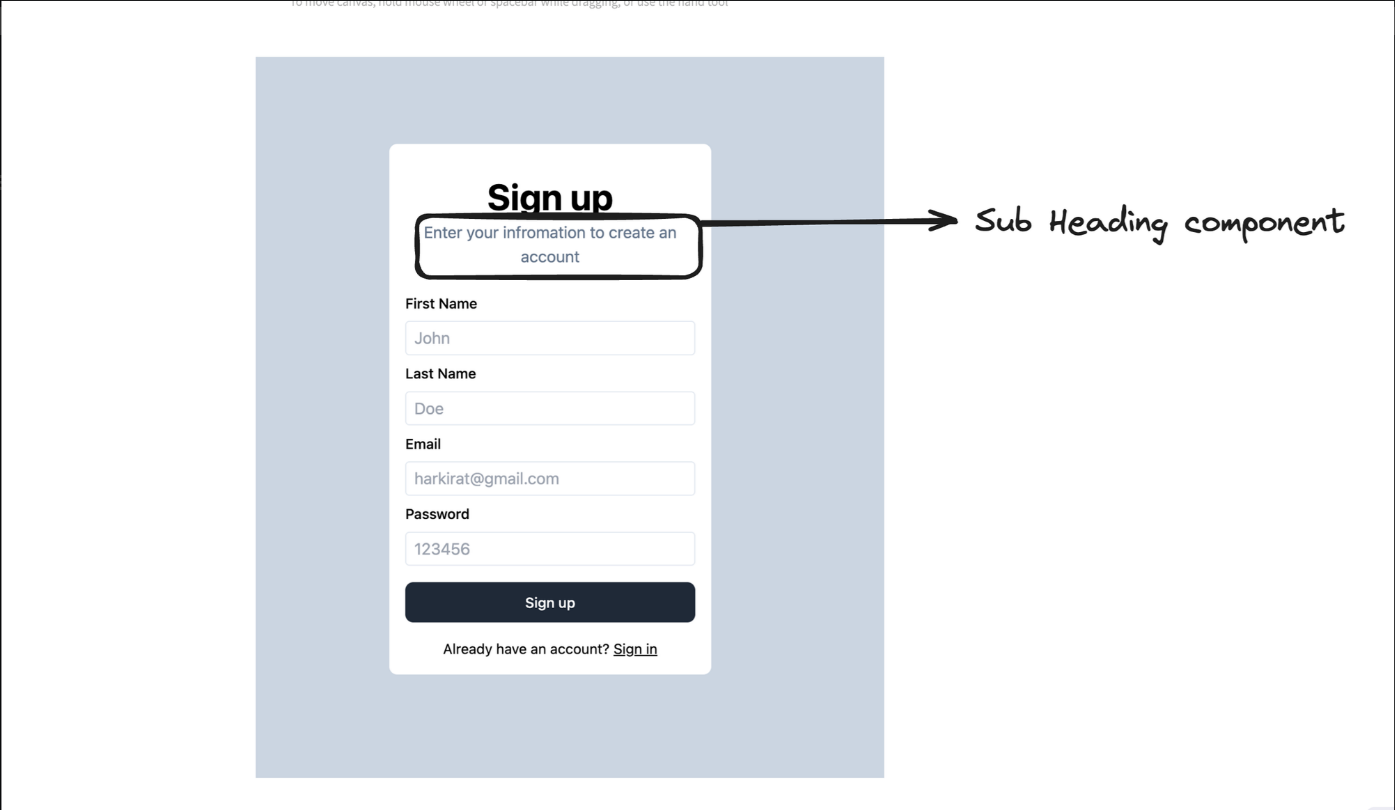 To move canvas, hold mouse wheel or spacebar while dragging, or use the hand tool
Sign up
Enter your infromation to create an
account
Sub Heading component
First Name
John
Last Name
Doe
Email
harkirat@gmail.com
Password
123456
Sign up
Already have an account? Sign in